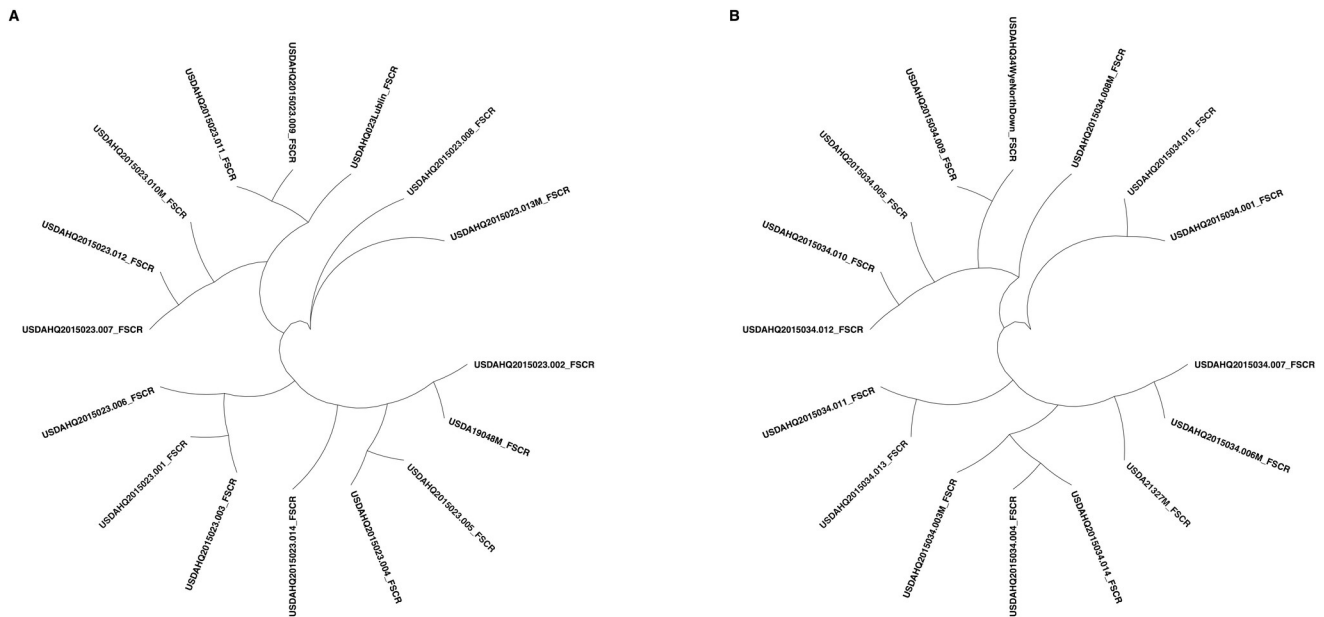 A
USDAHQ2015023.009_FSCR
USDAHQ2015023.011_FSCR
USDAHQ023Lublin_FSCR
USDAHQ2015023.008_FSCR
USDAHQ2015023.010M_FSCR
USDAHQ2015023.013M_FSCR
USDAHQ2015023.012_FSCR
USDAHQ2015023.007_FSCR
USDAHQ2015023.002_FSCR
USDAHQ2015023.006_FSCR
USDA19048M_FSCR
USDAHQ2015023.001_FSCR
USDAHQ2015023.005_FSCR
USDAHQ2015023.003_FSCR
USDAHQ2015023.014_FSCR
USDAHQ2015023.004_FSCR
B
USDAHQ34WyeNorthDown_FSCR
USDAHQ2015034.008M_FSCR
USDAHQ2015034.009_FSCR
USDAHQ2015034.015_FSCR
USDAHQ2015034.005_FSCR
USDAHQ2015034.001_FSCR
USDAHQ2015034.010_FSCR
USDAHQ2015034.012_FSCR
USDAHQ2015034.007_FSCR
USDAHQ2015034.011_FSCR
USDAHQ2015034.006M_FSCR
USDAHQ2015034.013_FSCR
USDA21327M_FSCR
USDAHQ2015034.003M_FSCR
USDAHQ2015034.004_FSCR
USDAHQ2015034.014_FSCR